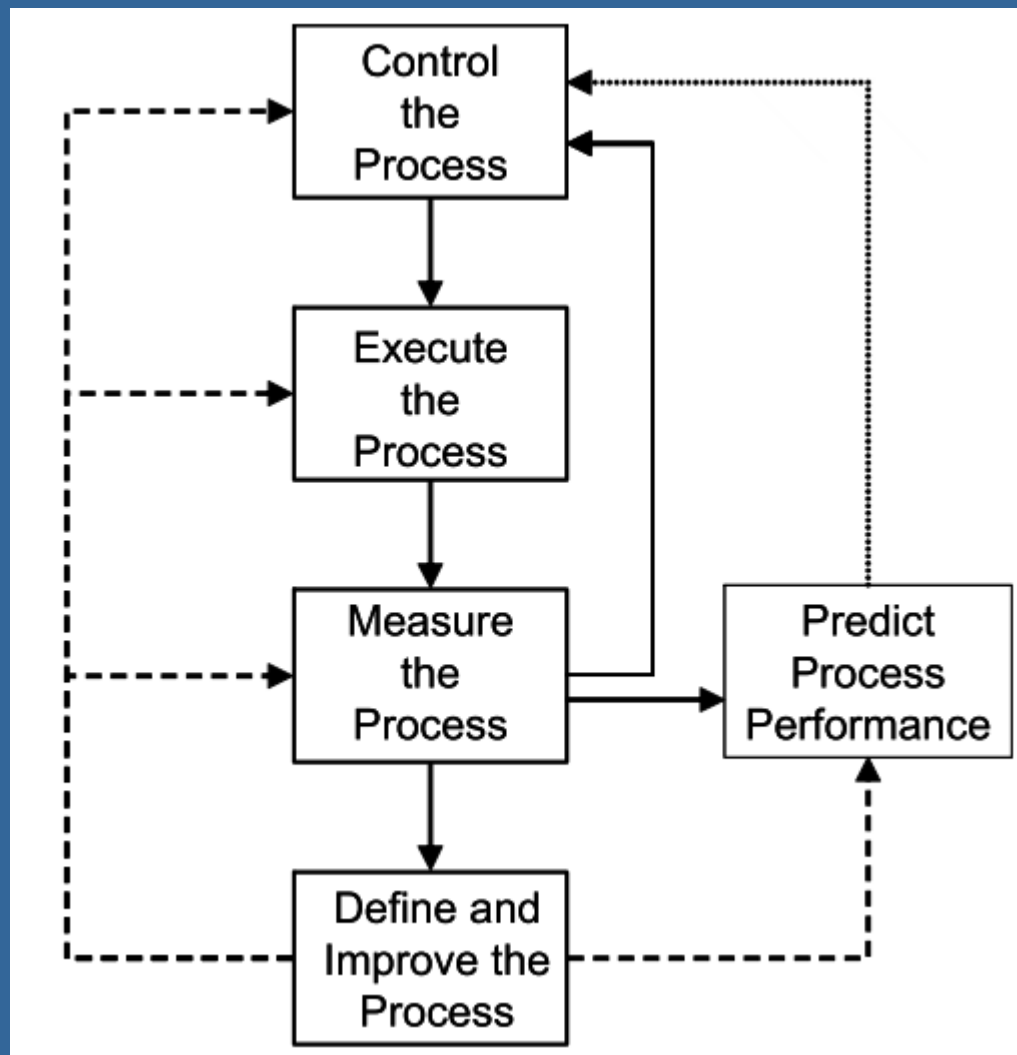 Control
the
Process
Execute
the
Process
Measure
the
Process
Predict
Process
Performance
Define and
Improve the
Process